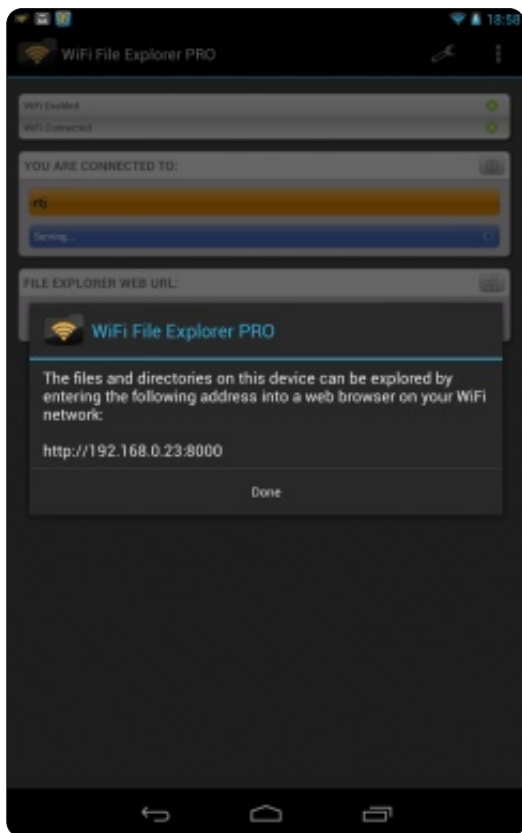 18:58
WiFi File Explorer PRO
WiFi Enabled
WiFi Connected
YOU ARE CONNECTED TO:
rtj
Serving...
FILE EXPLORER WEB URL:
WiFi File Explorer PRO
The files and directories on this device can be explored by
entering the following address into a web browser on your WiFi
network:
http://192.168.0.23:8000
Done